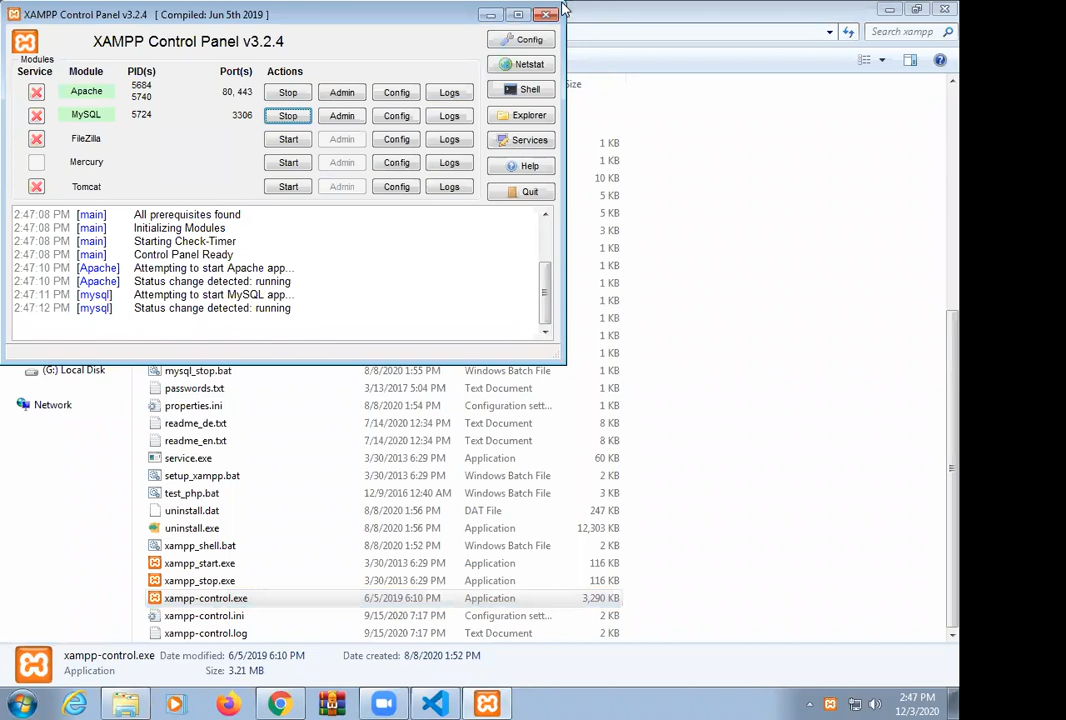 XAMPP Control Panel v3.2.4 [ Compiled: Jun 5th 2019 ]
XAMPP Control Panel v3.2.4
Config
Search xampp
Modules
Service Module PID(s) Port(s) Actions
Netstat
Size
Apache 5684 5740 80, 443 Stop Admin Config Logs
Shell
MySQL 5724 3306 Stop Admin Config Logs
Explorer
FileZilla Start Admin Config Logs
Services
Mercury Start Admin Config Logs
Help
Tomcat Start Admin Config Logs
Quit
2:47:08 PM [main] All prerequisites found
2:47:08 PM [main] Initializing Modules
2:47:08 PM [main] Starting Check-Timer
2:47:08 PM [main] Control Panel Ready
2:47:10 PM [Apache] Attempting to start Apache app...
2:47:10 PM [Apache] Status change detected: running
2:47:11 PM [mysql] Attempting to start MySQL app...
2:47:12 PM [mysql] Status change detected: running
1 KB
1 KB
10 KB
5 KB
5 KB
3 KB
1 KB
1 KB
1 KB
1 KB
1 KB
1 KB
1 KB
(G:) Local Disk
Network
mysql_stop.bat 8/8/2020 1:55 PM Windows Batch File 1 KB
passwords.txt 3/13/2017 5:04 PM Text Document 1 KB
properties.ini 8/8/2020 1:54 PM Configuration sett... 1 KB
readme_de.txt 7/14/2020 12:34 PM Text Document 8 KB
readme_en.txt 7/14/2020 12:34 PM Text Document 8 KB
service.exe 3/30/2013 6:29 PM Application 60 KB
setup_xampp.bat 3/30/2013 6:29 PM Windows Batch File 1 KB
test_php.bat 12/9/2016 12:40 AM Windows Batch File 3 KB
uninstall.dat 8/8/2020 1:56 PM DAT File 247 KB
uninstall.exe 8/8/2020 1:56 PM Application 12,303 KB
xampp_shell.bat 8/8/2020 1:52 PM Windows Batch File 2 KB
xampp_start.exe 3/30/2013 6:29 PM Application 116 KB
xampp_stop.exe 3/30/2013 6:29 PM Application 116 KB
xampp-control.exe 6/5/2019 6:10 PM Application 3,290 KB
xampp-control.ini 9/15/2020 7:17 PM Configuration sett... 2 KB
xampp-control.log 9/15/2020 7:17 PM Text Document 2 KB
xampp-control.exe Date modified: 6/5/2019 6:10 PM Date created: 8/8/2020 1:52 PM
Application Size: 3.21 MB
2:47 PM
12/3/2020